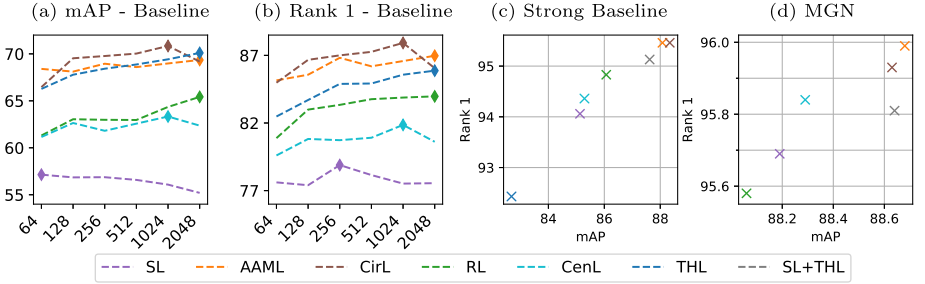 (a) mAP - Baseline
(b) Rank 1 - Baseline
(c) Strong Baseline
(d) MGN
70
65
60
55
64
128
256
512
1024
2048
87
82
77
64
128
256
512
1024
2048
Rank 1
95
94
93
84
86
88
mAP
Rank 1
96.0
95.8
95.6
88.2
88.4
88.6
mAP
SL
AAML
CirL
RL
CenL
THL
SL+THL